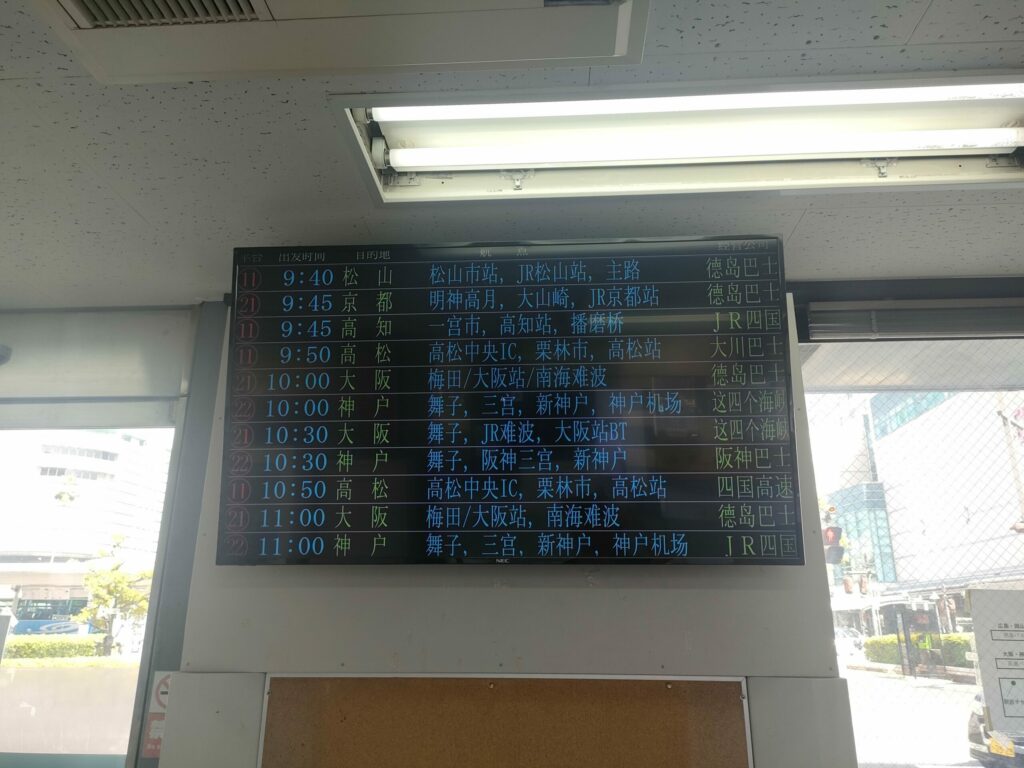 平台 出发时间 目的地 观 点 经营公司
11 9:40 松 山 松山市站, JR松山站, 主路 德岛巴士
21 9:45 京 都 明神高月, 大山崎, JR京都站 德岛巴士
11 9:45 高 知 一宫市, 高知站, 播磨桥 JR四国
11 9:50 高 松 高松中央IC, 栗林市, 高松站 大川巴士
21 10:00 大 阪 梅田/大阪站/南海难波 德岛巴士
22 10:00 神 户 舞子, 三宫, 新神户, 神户机场 这四个海
21 10:30 大 阪 舞子, JR难波, 大阪站BT 这四个海
22 10:30 神 户 舞子, 阪神三宫, 新神户 阪神巴士
11 10:50 高 松 高松中央IC, 栗林市, 高松站 四国高速
21 11:00 大 阪 梅田/大阪站, 南海难波 德岛巴士
22 11:00 神 户 舞子, 三宫, 新神户, 神户机场 JR四国
NEC